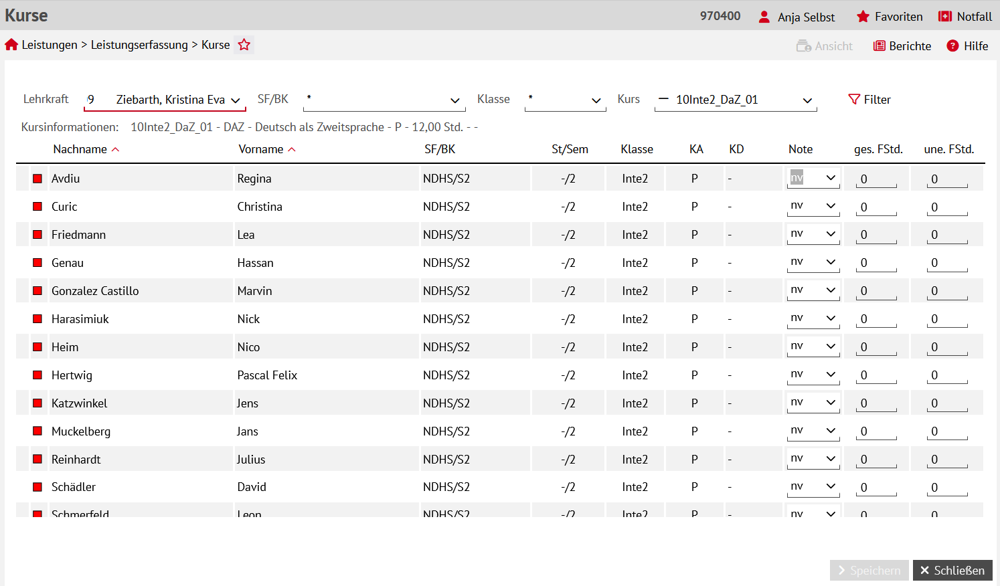 Kurse 970400 Anja Selbst Favoriten Notfall
Leistungen > Leistungserfassung > Kurse Ansicht Berichte Hilfe
Lehrkraft 9 Ziebarth, Kristina Eva SF/BK * Klasse * Kurs — 10Inte2_DaZ_01 Filter
Kursinformationen: 10Inte2_DaZ_01 - DAZ - Deutsch als Zweitsprache - P - 12,00 Std. - -
Nachname Vorname SF/BK St/Sem Klasse KA KD Note ges. FStd. une. FStd.
Avdiu Regina NDHS/S2 -/2 Inte2 P - nv 0 0
Curic Christina NDHS/S2 -/2 Inte2 P - nv 0 0
Friedmann Lea NDHS/S2 -/2 Inte2 P - nv 0 0
Genau Hassan NDHS/S2 -/2 Inte2 P - nv 0 0
Gonzalez Castillo Marvin NDHS/S2 -/2 Inte2 P - nv 0 0
Harasimiuk Nick NDHS/S2 -/2 Inte2 P - nv 0 0
Heim Nico NDHS/S2 -/2 Inte2 P - nv 0 0
Hertwig Pascal Felix NDHS/S2 -/2 Inte2 P - nv 0 0
Katzwinkel Jens NDHS/S2 -/2 Inte2 P - nv 0 0
Muckelberg Jans NDHS/S2 -/2 Inte2 P - nv 0 0
Reinhardt Julius NDHS/S2 -/2 Inte2 P - nv 0 0
Schädler David NDHS/S2 -/2 Inte2 P - nv 0 0
Schmerfeld Leon NDHS/S2 -/2 Inte2 P - nv 0 0
Speichern Schließen